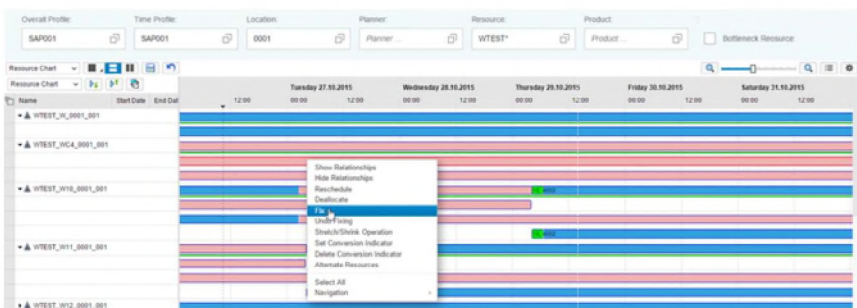 Overall Profile: Time Profile: Location: Planner: Resource: Product:
SAP001 SAP001 0001 Planner ... WTEST* Product ... Bottleneck Resource:
Resource Chart
Resource Chart
Tuesday 27.10.2015 Wednesday 28.10.2015 Thursday 29.10.2015 Friday 30.10.2015 Saturday 31.10.2015
Name Start Date End Dat 12:00 00:00 12:00 00:00 12:00 00:00 12:00 00:00 12:00 00:00 12:00
WTEST_W_0001_001
WTEST_WC4_0001_001
Show Relationships
Hide Relationships
WTEST_W10_0001_001 Reschedule
Deallocate
Fix
Undo Fixing
Stretch/Shrink Operation
Set Conversion Indicator
WTEST_W11_0001_001 Delete Conversion Indicator
Alternate Resources
Select All
Navigation
WTEST_W12_0001_001